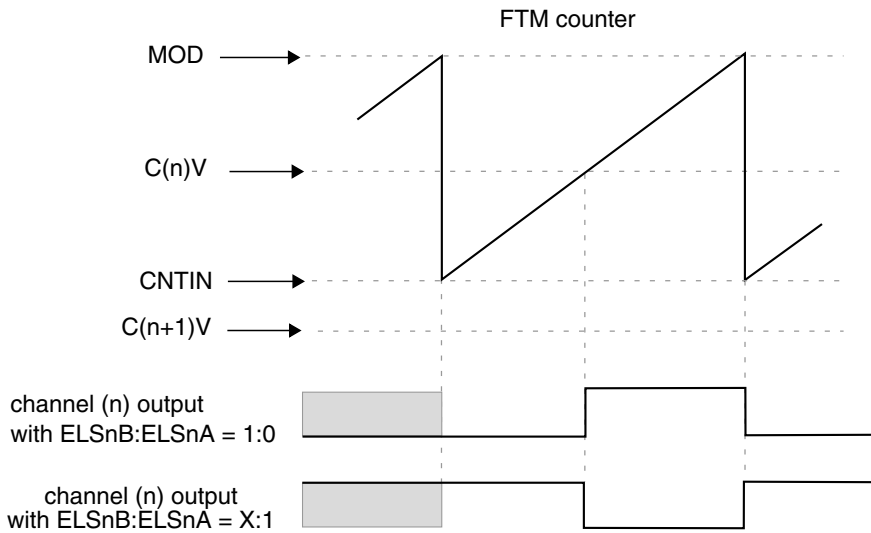 FTM counter
MOD
C(n)V
CNTIN
C(n+1)V
channel (n) output
with ELSnB:ELSnA = 1:0
channel (n) output
with ELSnB:ELSnA = X:1